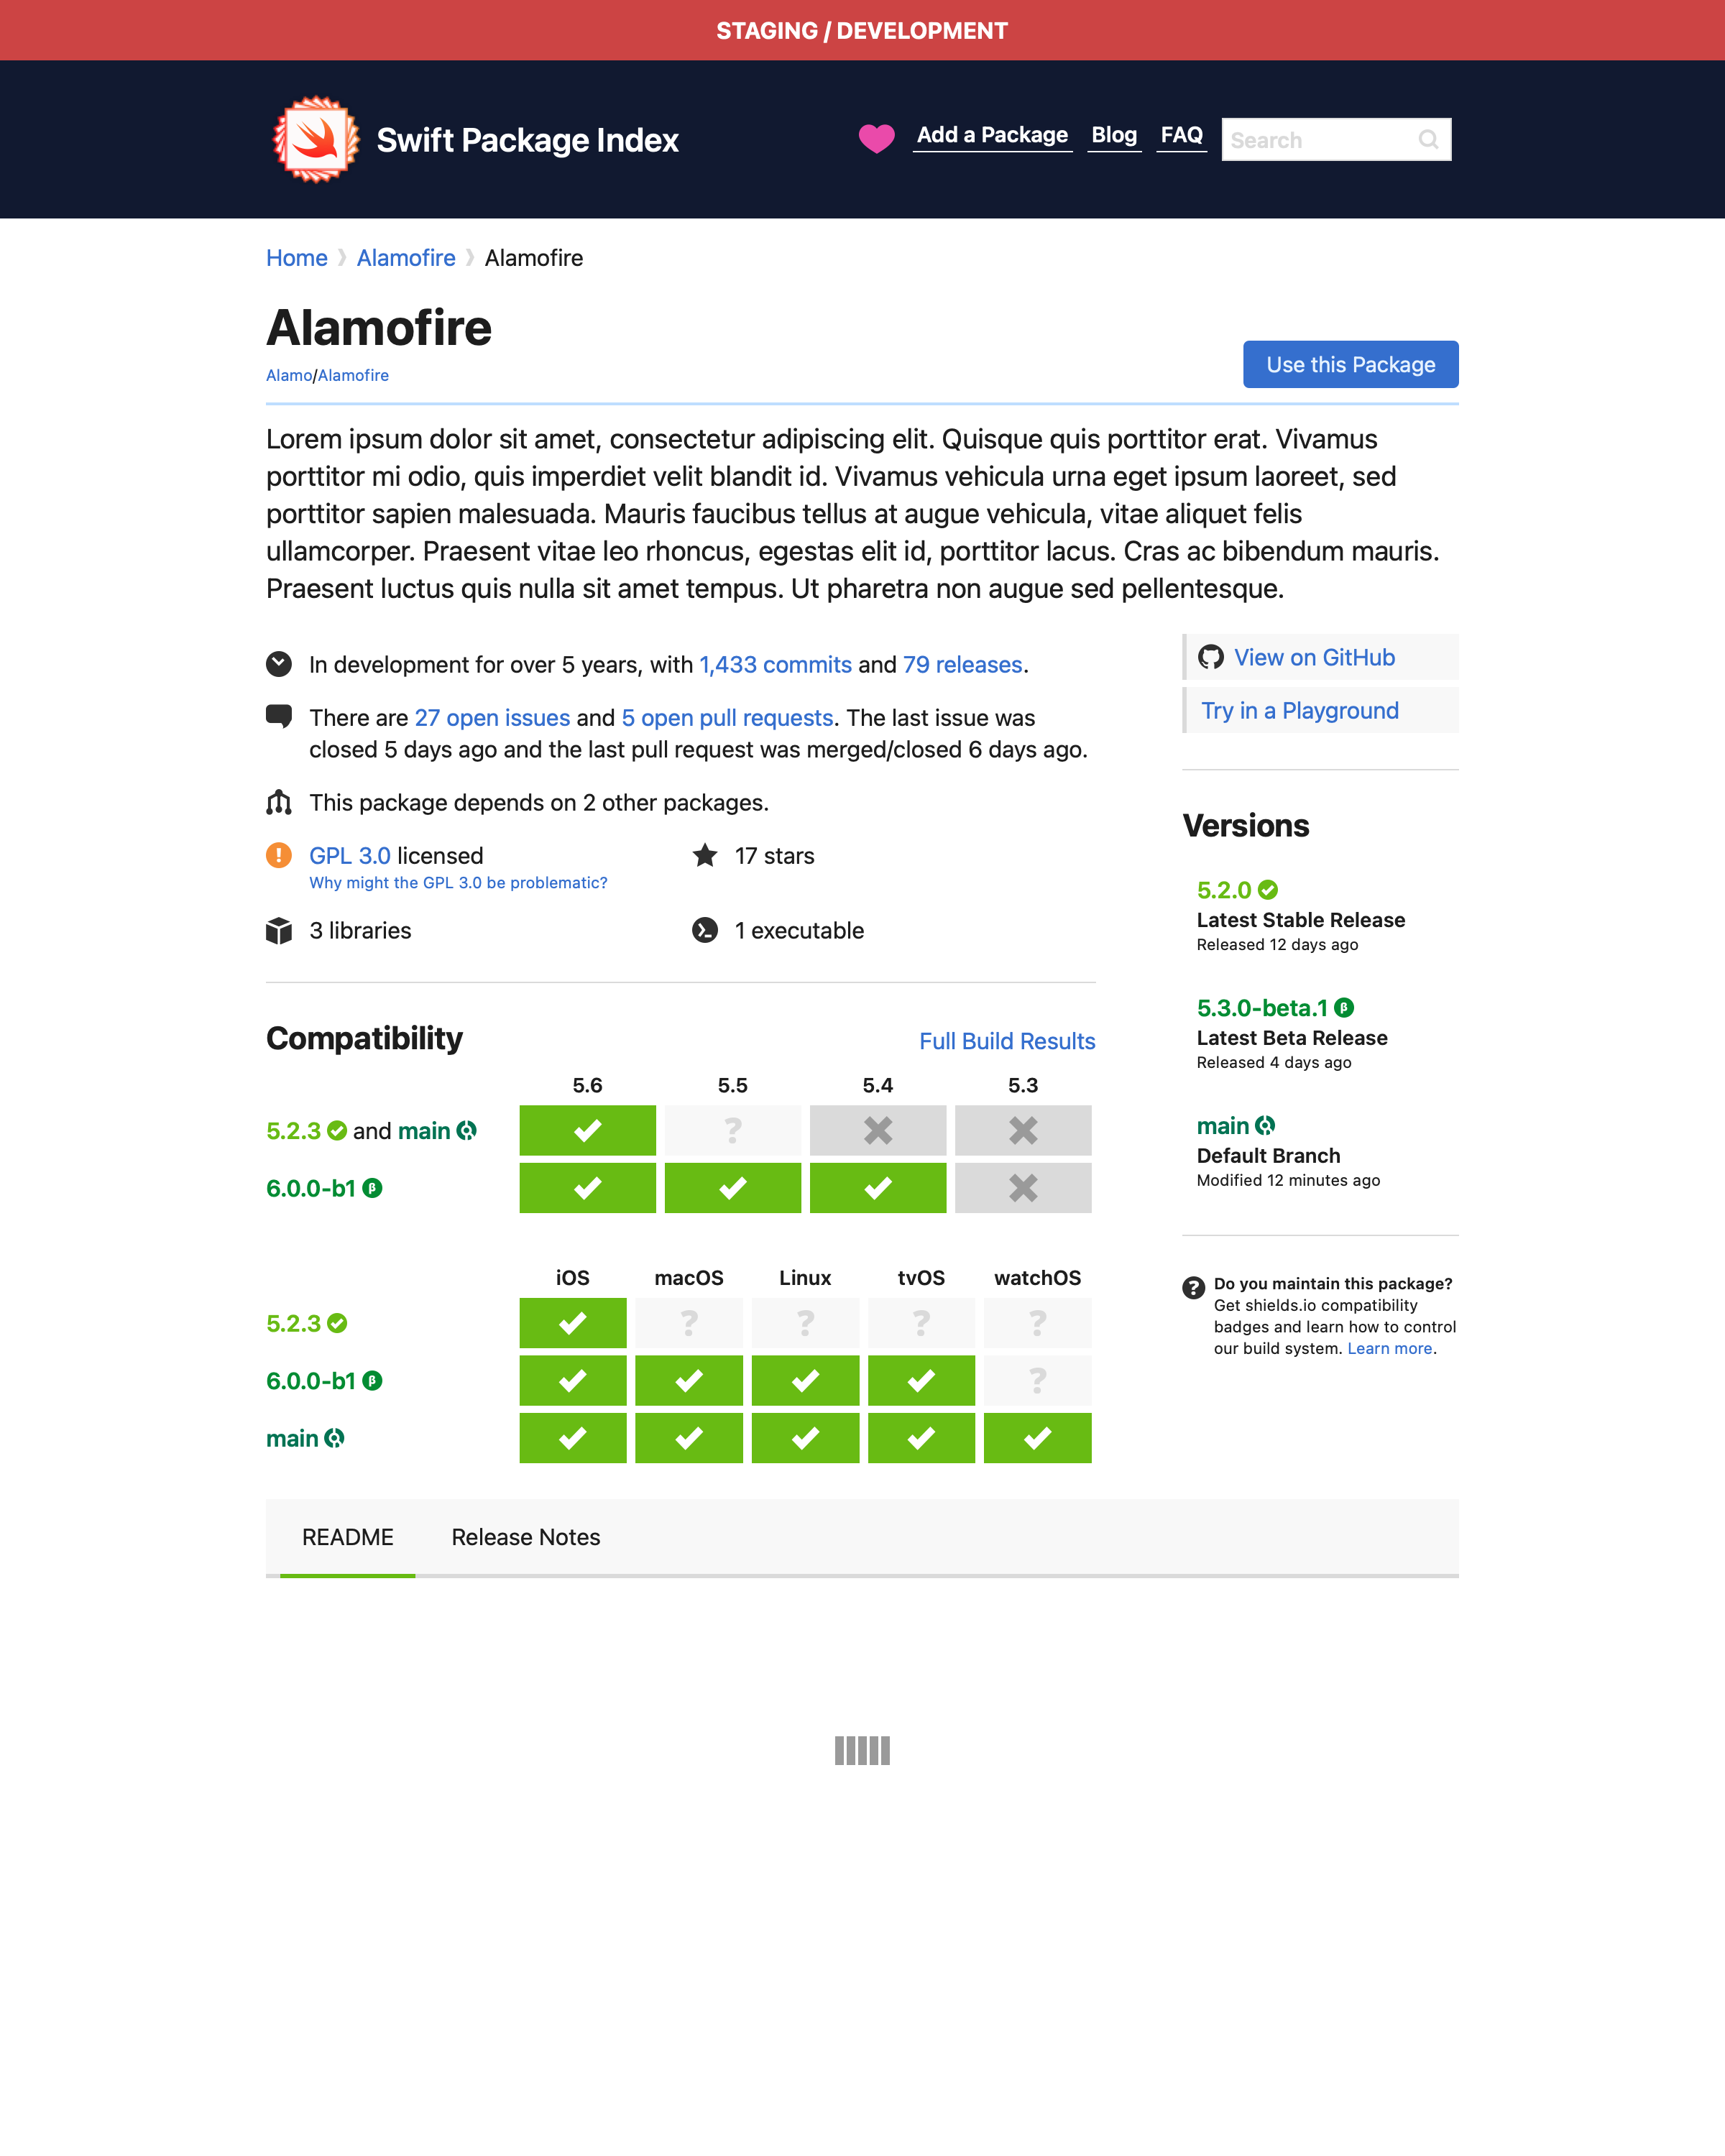 STAGING / DEVELOPMENT
Swift Package Index
Add a Package
Blog
FAQ
Search
Home
Alamofire
Alamofire
Alamofire
Alamo/Alamofire
Use this Package
Lorem ipsum dolor sit amet, consectetur adipiscing elit. Quisque quis porttitor erat. Vivamus
porttitor mi odio, quis imperdiet velit blandit id. Vivamus vehicula urna eget ipsum laoreet, sed
porttitor sapien malesuada. Mauris faucibus tellus at augue vehicula, vitae aliquet felis
ullamcorper. Praesent vitae leo rhoncus, egestas elit id, porttitor lacus. Cras ac bibendum mauris.
Praesent luctus quis nulla sit amet tempus. Ut pharetra non augue sed pellentesque.
In development for over 5 years, with 1,433 commits and 79 releases.
There are 27 open issues and 5 open pull requests. The last issue was
closed 5 days ago and the last pull request was merged/closed 6 days ago.
This package depends on 2 other packages.
GPL 3.0 licensed
Why might the GPL 3.0 be problematic?
17 stars
3 libraries
1 executable
Compatibility
Full Build Results
5.6 5.5 5.4 5.3
5.2.3 and main
?
6.0.0-b1 β
iOS macOS Linux tvOS watchOS
5.2.3
? ? ? ?
6.0.0-b1 β
?
main
View on GitHub
Try in a Playground
Versions
5.2.0
Latest Stable Release
Released 12 days ago
5.3.0-beta.1 β
Latest Beta Release
Released 4 days ago
main
Default Branch
Modified 12 minutes ago
? Do you maintain this package?
Get shields.io compatibility
badges and learn how to control
our build system. Learn more.
README
Release Notes